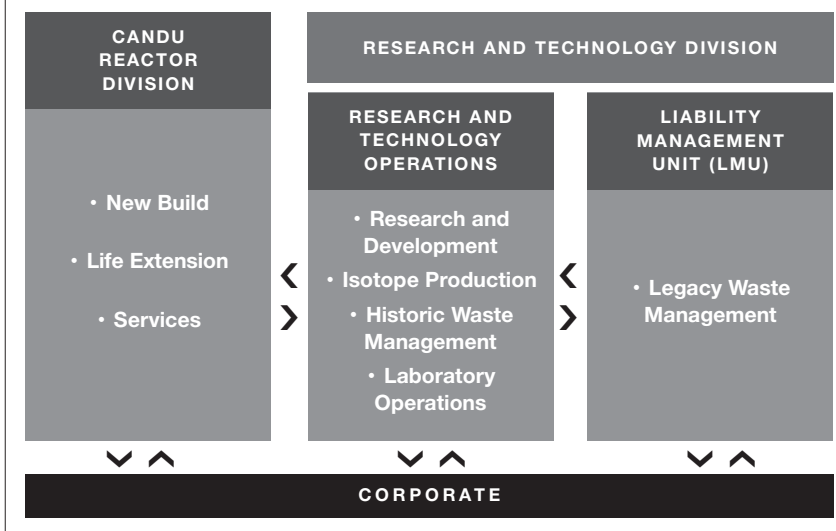 CANDU
REACTOR
DIVISION
• New Build
• Life Extension
• Services
RESEARCH AND TECHNOLOGY DIVISION
RESEARCH AND
TECHNOLOGY
OPERATIONS
• Research and
Development
• Isotope Production
• Historic Waste
Management
• Laboratory
Operations
LIABILITY
MANAGEMENT
UNIT (LMU)
• Legacy Waste
Management
CORPORATE